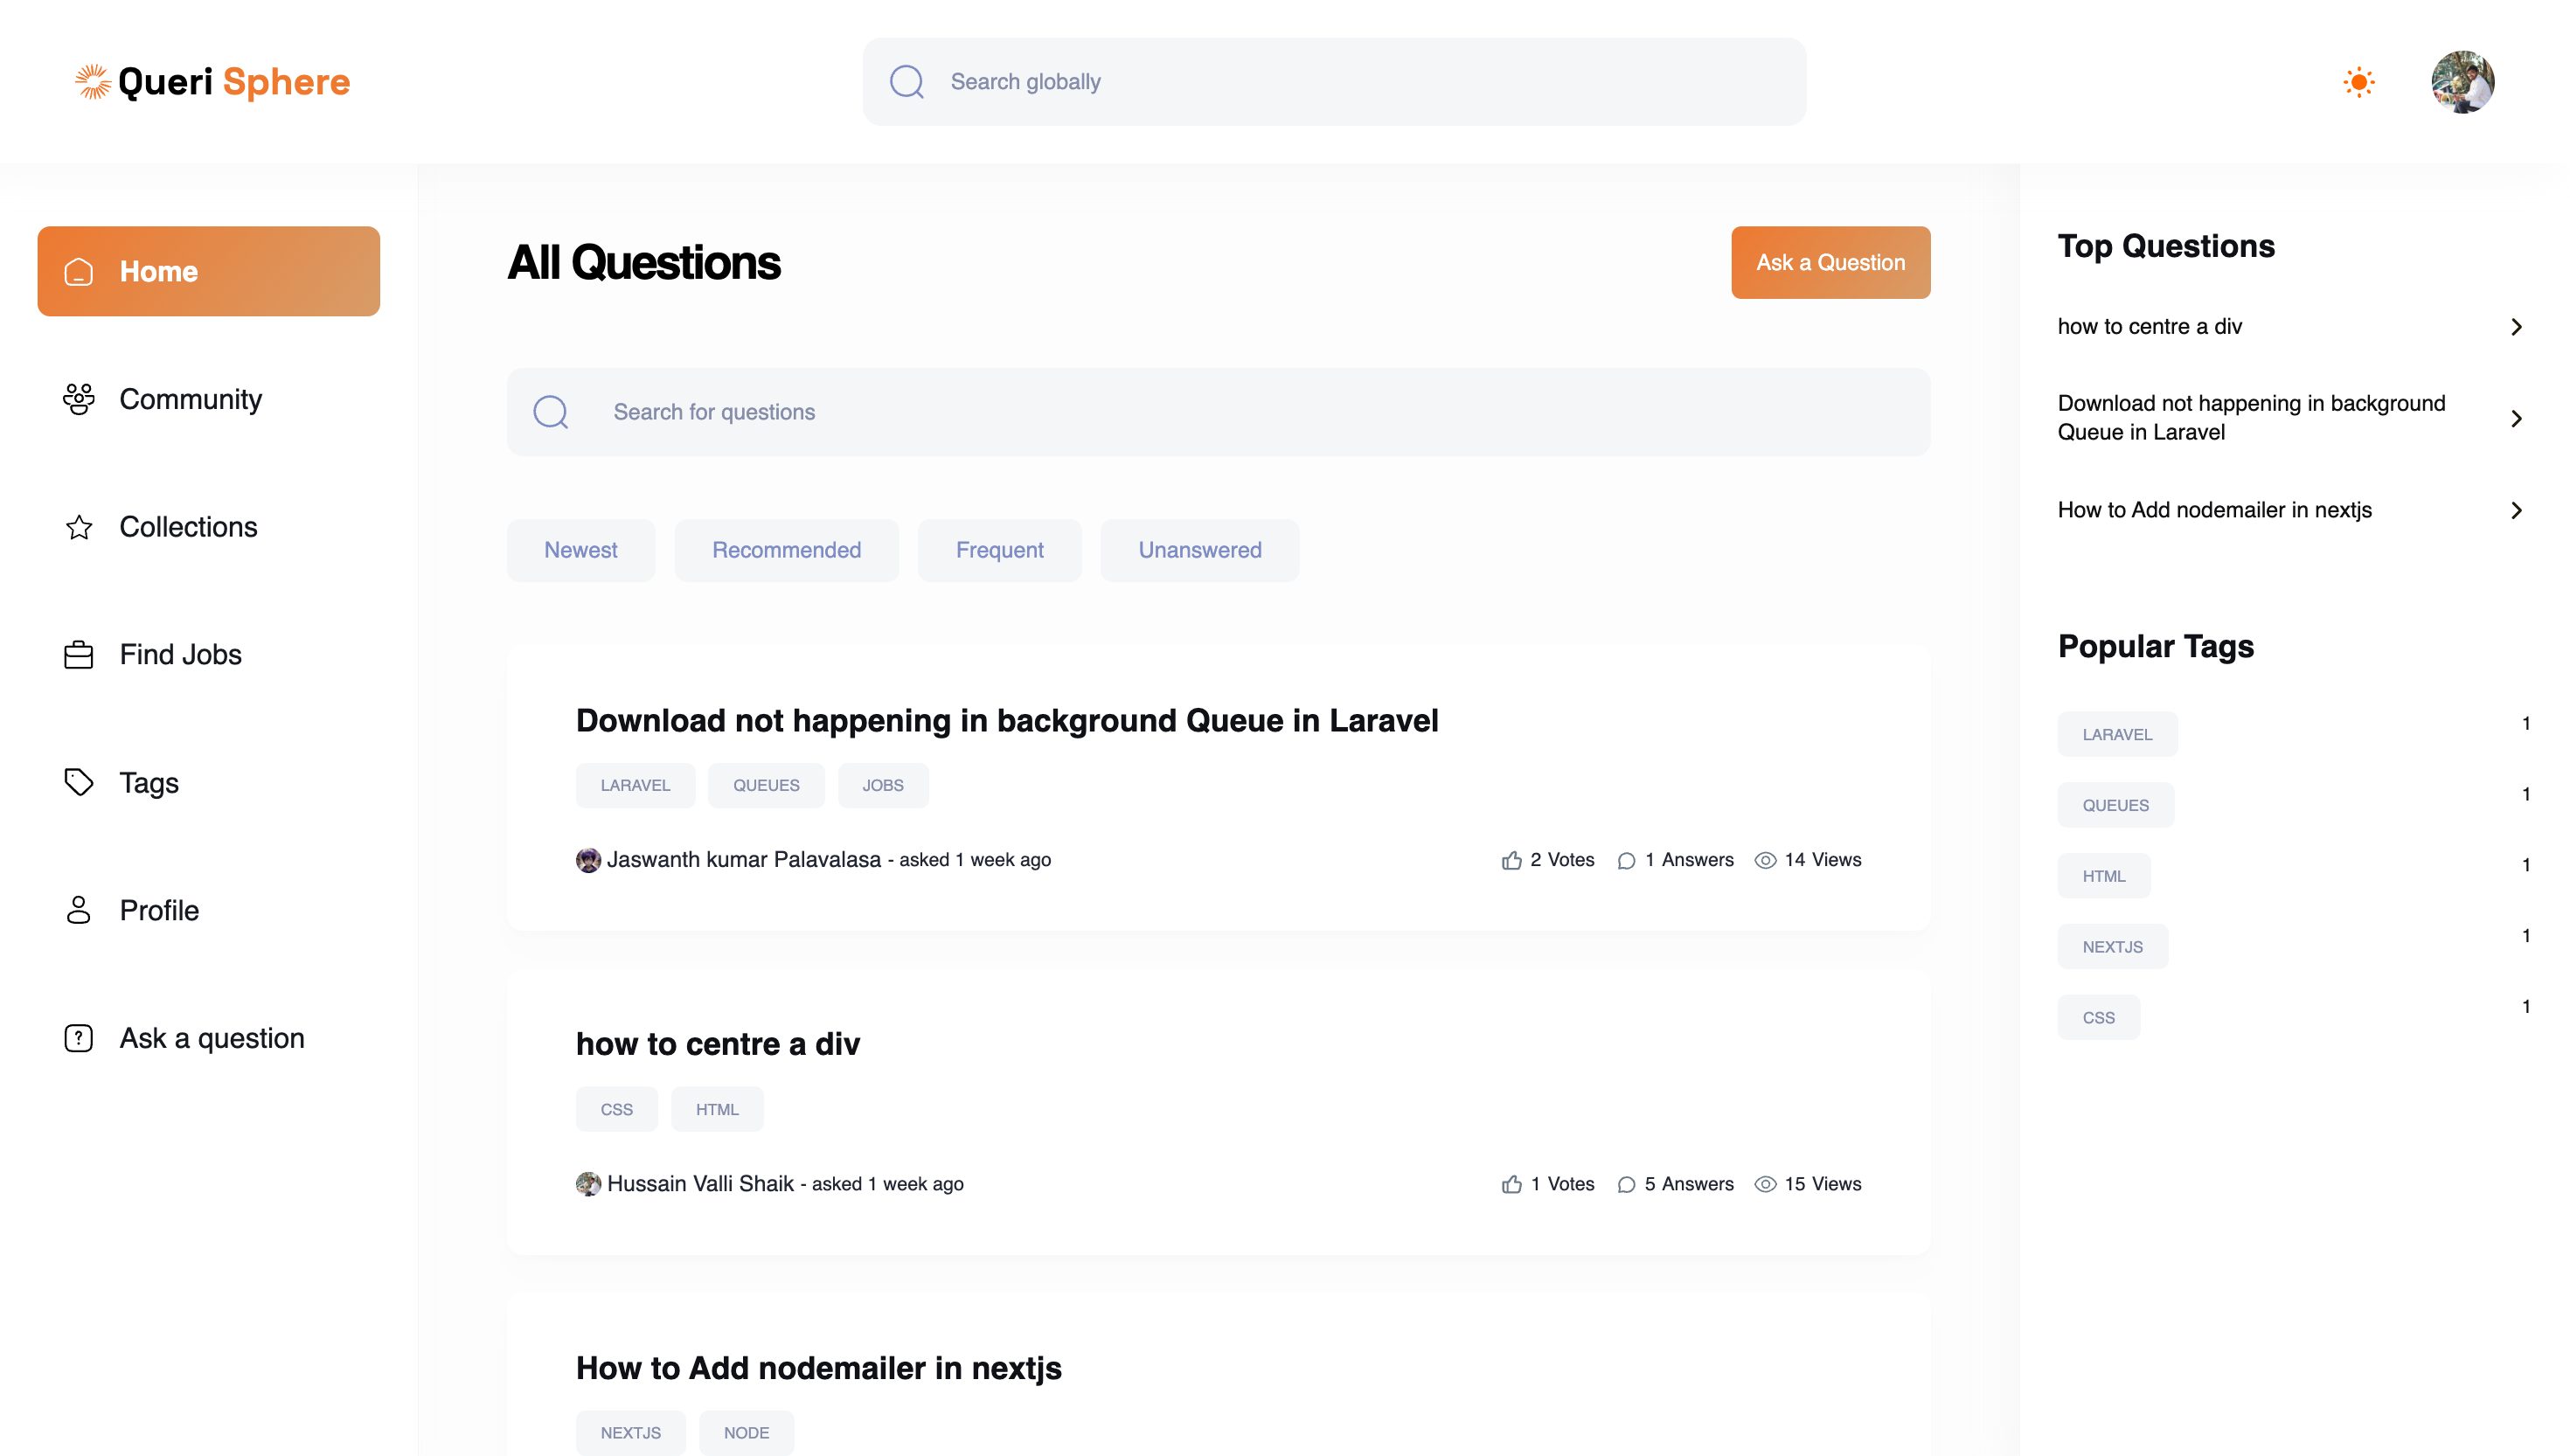 Queri Sphere
Search globally
Home
Community
Collections
Find Jobs
Tags
Profile
Ask a question
All Questions
Ask a Question
Search for questions
Newest
Recommended
Frequent
Unanswered
Download not happening in background Queue in Laravel
LARAVEL
QUEUES
JOBS
Jaswanth kumar Palavalasa - asked 1 week ago
2 Votes
1 Answers
14 Views
how to centre a div
CSS
HTML
Hussain Valli Shaik - asked 1 week ago
1 Votes
5 Answers
15 Views
How to Add nodemailer in nextjs
NEXTJS
NODE
Top Questions
how to centre a div
Download not happening in background
Queue in Laravel
How to Add nodemailer in nextjs
Popular Tags
LARAVEL 1
QUEUES 1
HTML 1
NEXTJS 1
CSS 1